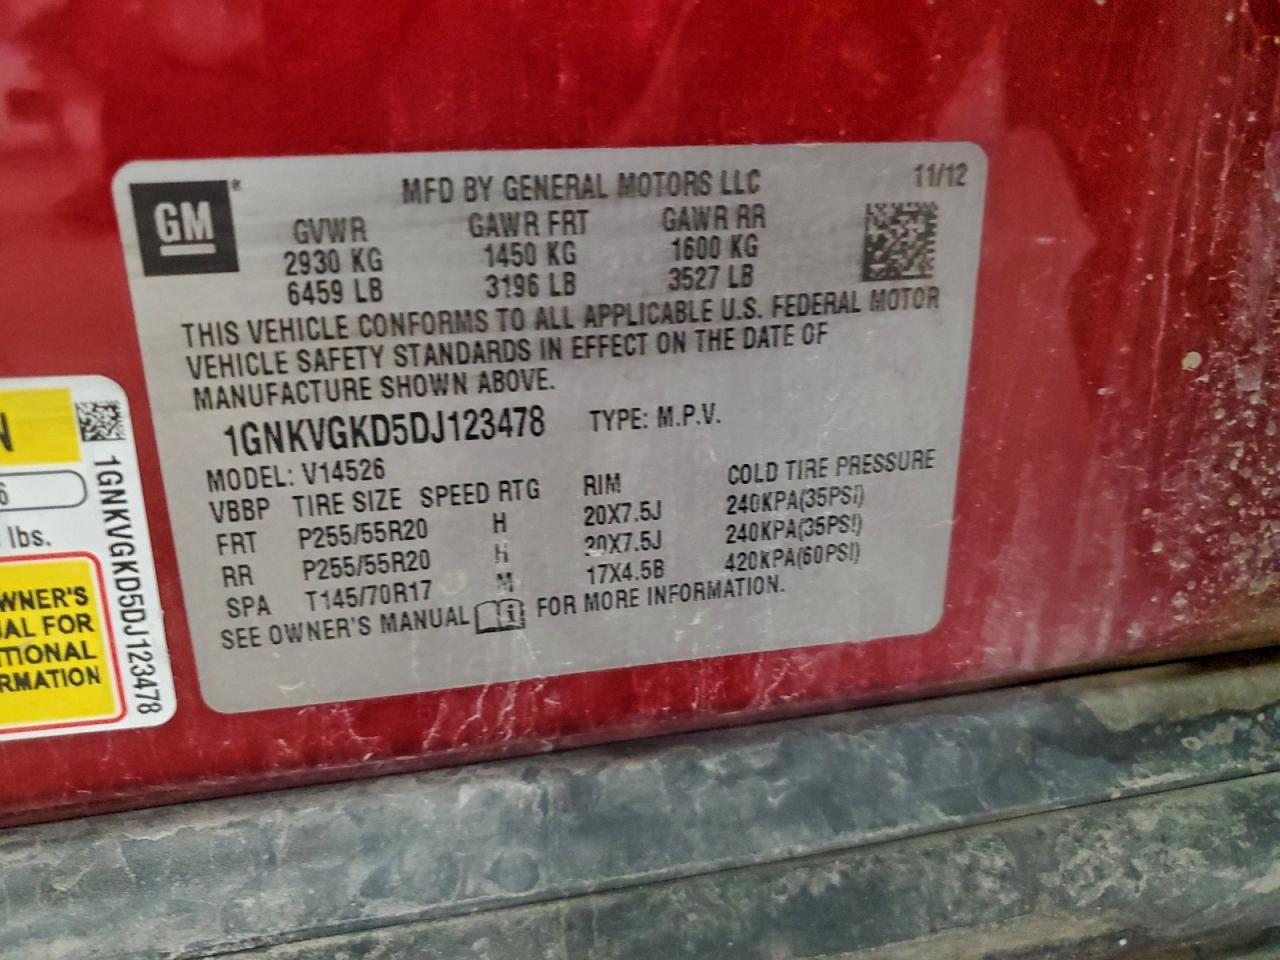 GM
MFD BY GENERAL MOTORS LLC 11/12
GVWR GAWR FRT GAWR RR
2930 KG 1450 KG 1600 KG
6459 LB 3196 LB 3527 LB
THIS VEHICLE CONFORMS TO ALL APPLICABLE U.S. FEDERAL MOTOR
VEHICLE SAFETY STANDARDS IN EFFECT ON THE DATE OF
MANUFACTURE SHOWN ABOVE.
1GNKVGKD5DJ123478 TYPE: M.P.V.
MODEL: V14526
VBBP TIRE SIZE SPEED RTG RIM COLD TIRE PRESSURE
FRT P255/55R20 H 20X7.5J 240KPA(35PSI)
RR P255/55R20 H 20X7.5J 240KPA(35PSI)
SPA T145/70R17 M 17X4.5B 420KPA(60PSI)
SEE OWNER'S MANUAL FOR MORE INFORMATION.
N
6
lbs.
WNER'S
UAL FOR
ITIONAL
RMATION
1GNKVGKD5DJ123478